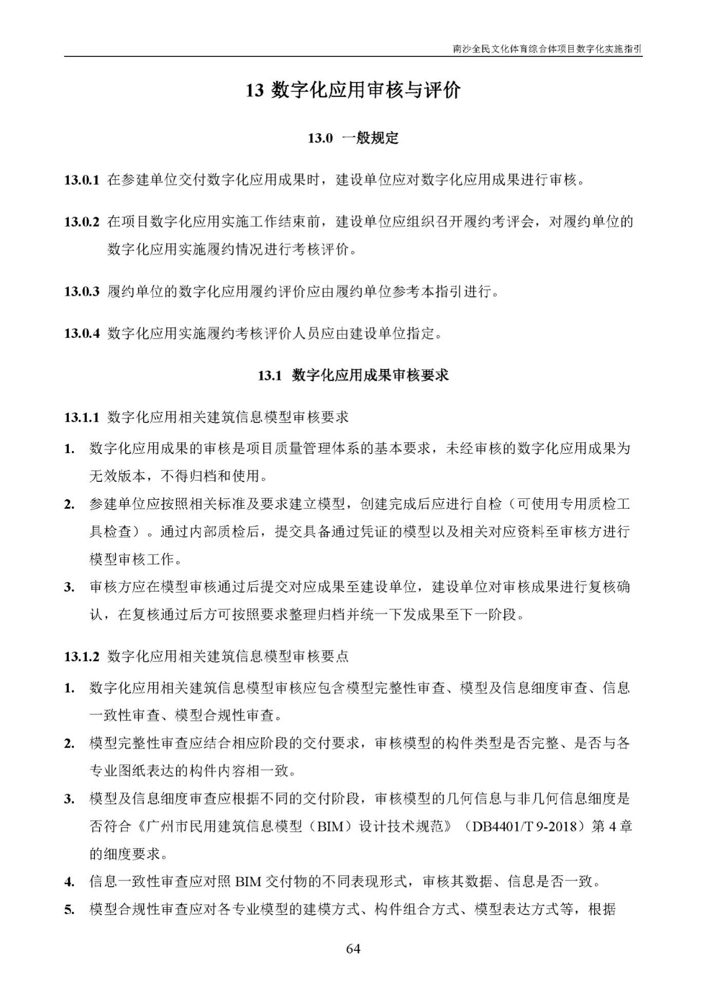 南沙全民文化体育综合体项目数字化实施指引
13 数字化应用审核与评价
13.0 一般规定
13.0.1 在参建单位交付数字化应用成果时，建设单位应对数字化应用成果进行审核。
13.0.2 在项目数字化应用实施工作结束前，建设单位应组织召开履约考评会，对履约单位的
数字化应用实施履约情况进行考核评价。
13.0.3 履约单位的数字化应用履约评价应由履约单位参考本指引进行。
13.0.4 数字化应用实施履约考核评价人员应由建设单位指定。
13.1 数字化应用成果审核要求
13.1.1 数字化应用相关建筑信息模型审核要求
1. 数字化应用成果的审核是项目质量管理体系的基本要求，未经审核的数字化应用成果为
无效版本，不得归档和使用。
2. 参建单位应按照相关标准及要求建立模型，创建完成后应进行自检（可使用专用质检工
具检查）。通过内部质检后，提交具备通过凭证的模型以及相关对应资料至审核方进行
模型审核工作。
3. 审核方应在模型审核通过后提交对应成果至建设单位，建设单位对审核成果进行复核确
认，在复核通过后方可按照要求整理归档并统一下发成果至下一阶段。
13.1.2 数字化应用相关建筑信息模型审核要点
1. 数字化应用相关建筑信息模型审核应包含模型完整性审查、模型及信息细度审查、信息
一致性审查、模型合规性审查。
2. 模型完整性审查应结合相应阶段的交付要求，审核模型的构件类型是否完整、是否与各
专业图纸表达的构件内容相一致。
3. 模型及信息细度审查应根据不同的交付阶段，审核模型的几何信息与非几何信息细度是
否符合《广州市民用建筑信息模型（BIM）设计技术规范》（DB4401/T 9-2018）第 4 章
的细度要求。
4. 信息一致性审查应对照 BIM 交付物的不同表现形式，审核其数据、信息是否一致。
5. 模型合规性审查应对各专业模型的建模方式、构件组合方式、模型表达方式等，根据
64